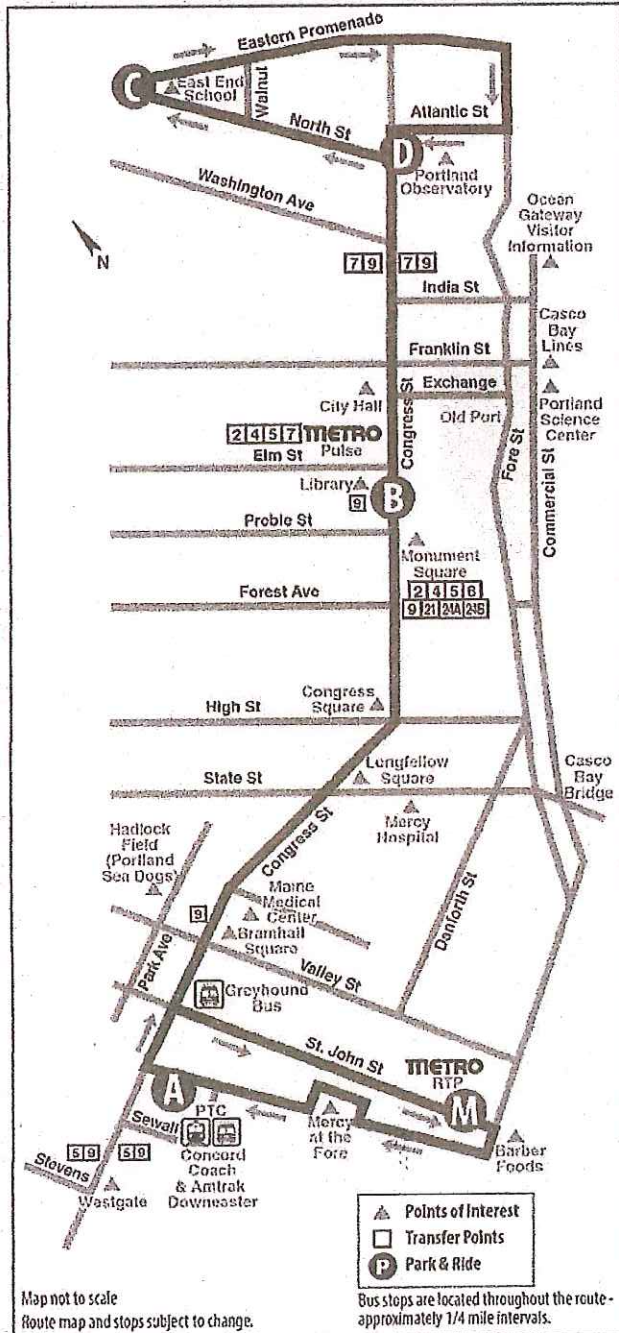 Eastern Promenade
C
East End
School
Walnut
North St
Atlantic St
D
Portland
Observatory
Washington Ave
Ocean
Gateway
Visitor
Information
N
7 9 7 9
India St
Casco
Bay
Lines
Franklin St
Exchange
City Hall
Congress St
Old Port
Fore St
Portland
Science
Center
Commercial St
2 4 5 7 METRO
Pulse
Elm St
Library
B
9
Preble St
Monument
Square
Forest Ave
2 4 5 8
9 21 24A 24B
Congress
Square
High St
Longfellow
Square
State St
Casco
Bay
Bridge
Mercy
Hospital
Congress St
Hadlock
Field
(Portland
Sea Dogs)
Maine
Medical
Center
9
Bramhall
Square
Danforth St
Park Ave
Valley St
Greyhound
Bus
St. John St
METRO
RTP
A
M
PTC
Sewall
Mercy
at the
Fore
Barber
Foods
Concord
Coach
& Amtrak
Downeaster
5 9 5 9
Stevens
Westgate
Points of Interest
Transfer Points
P Park & Ride
Map not to scale
Route map and stops subject to change.
Bus stops are located throughout the route -
approximately 1/4 mile intervals.